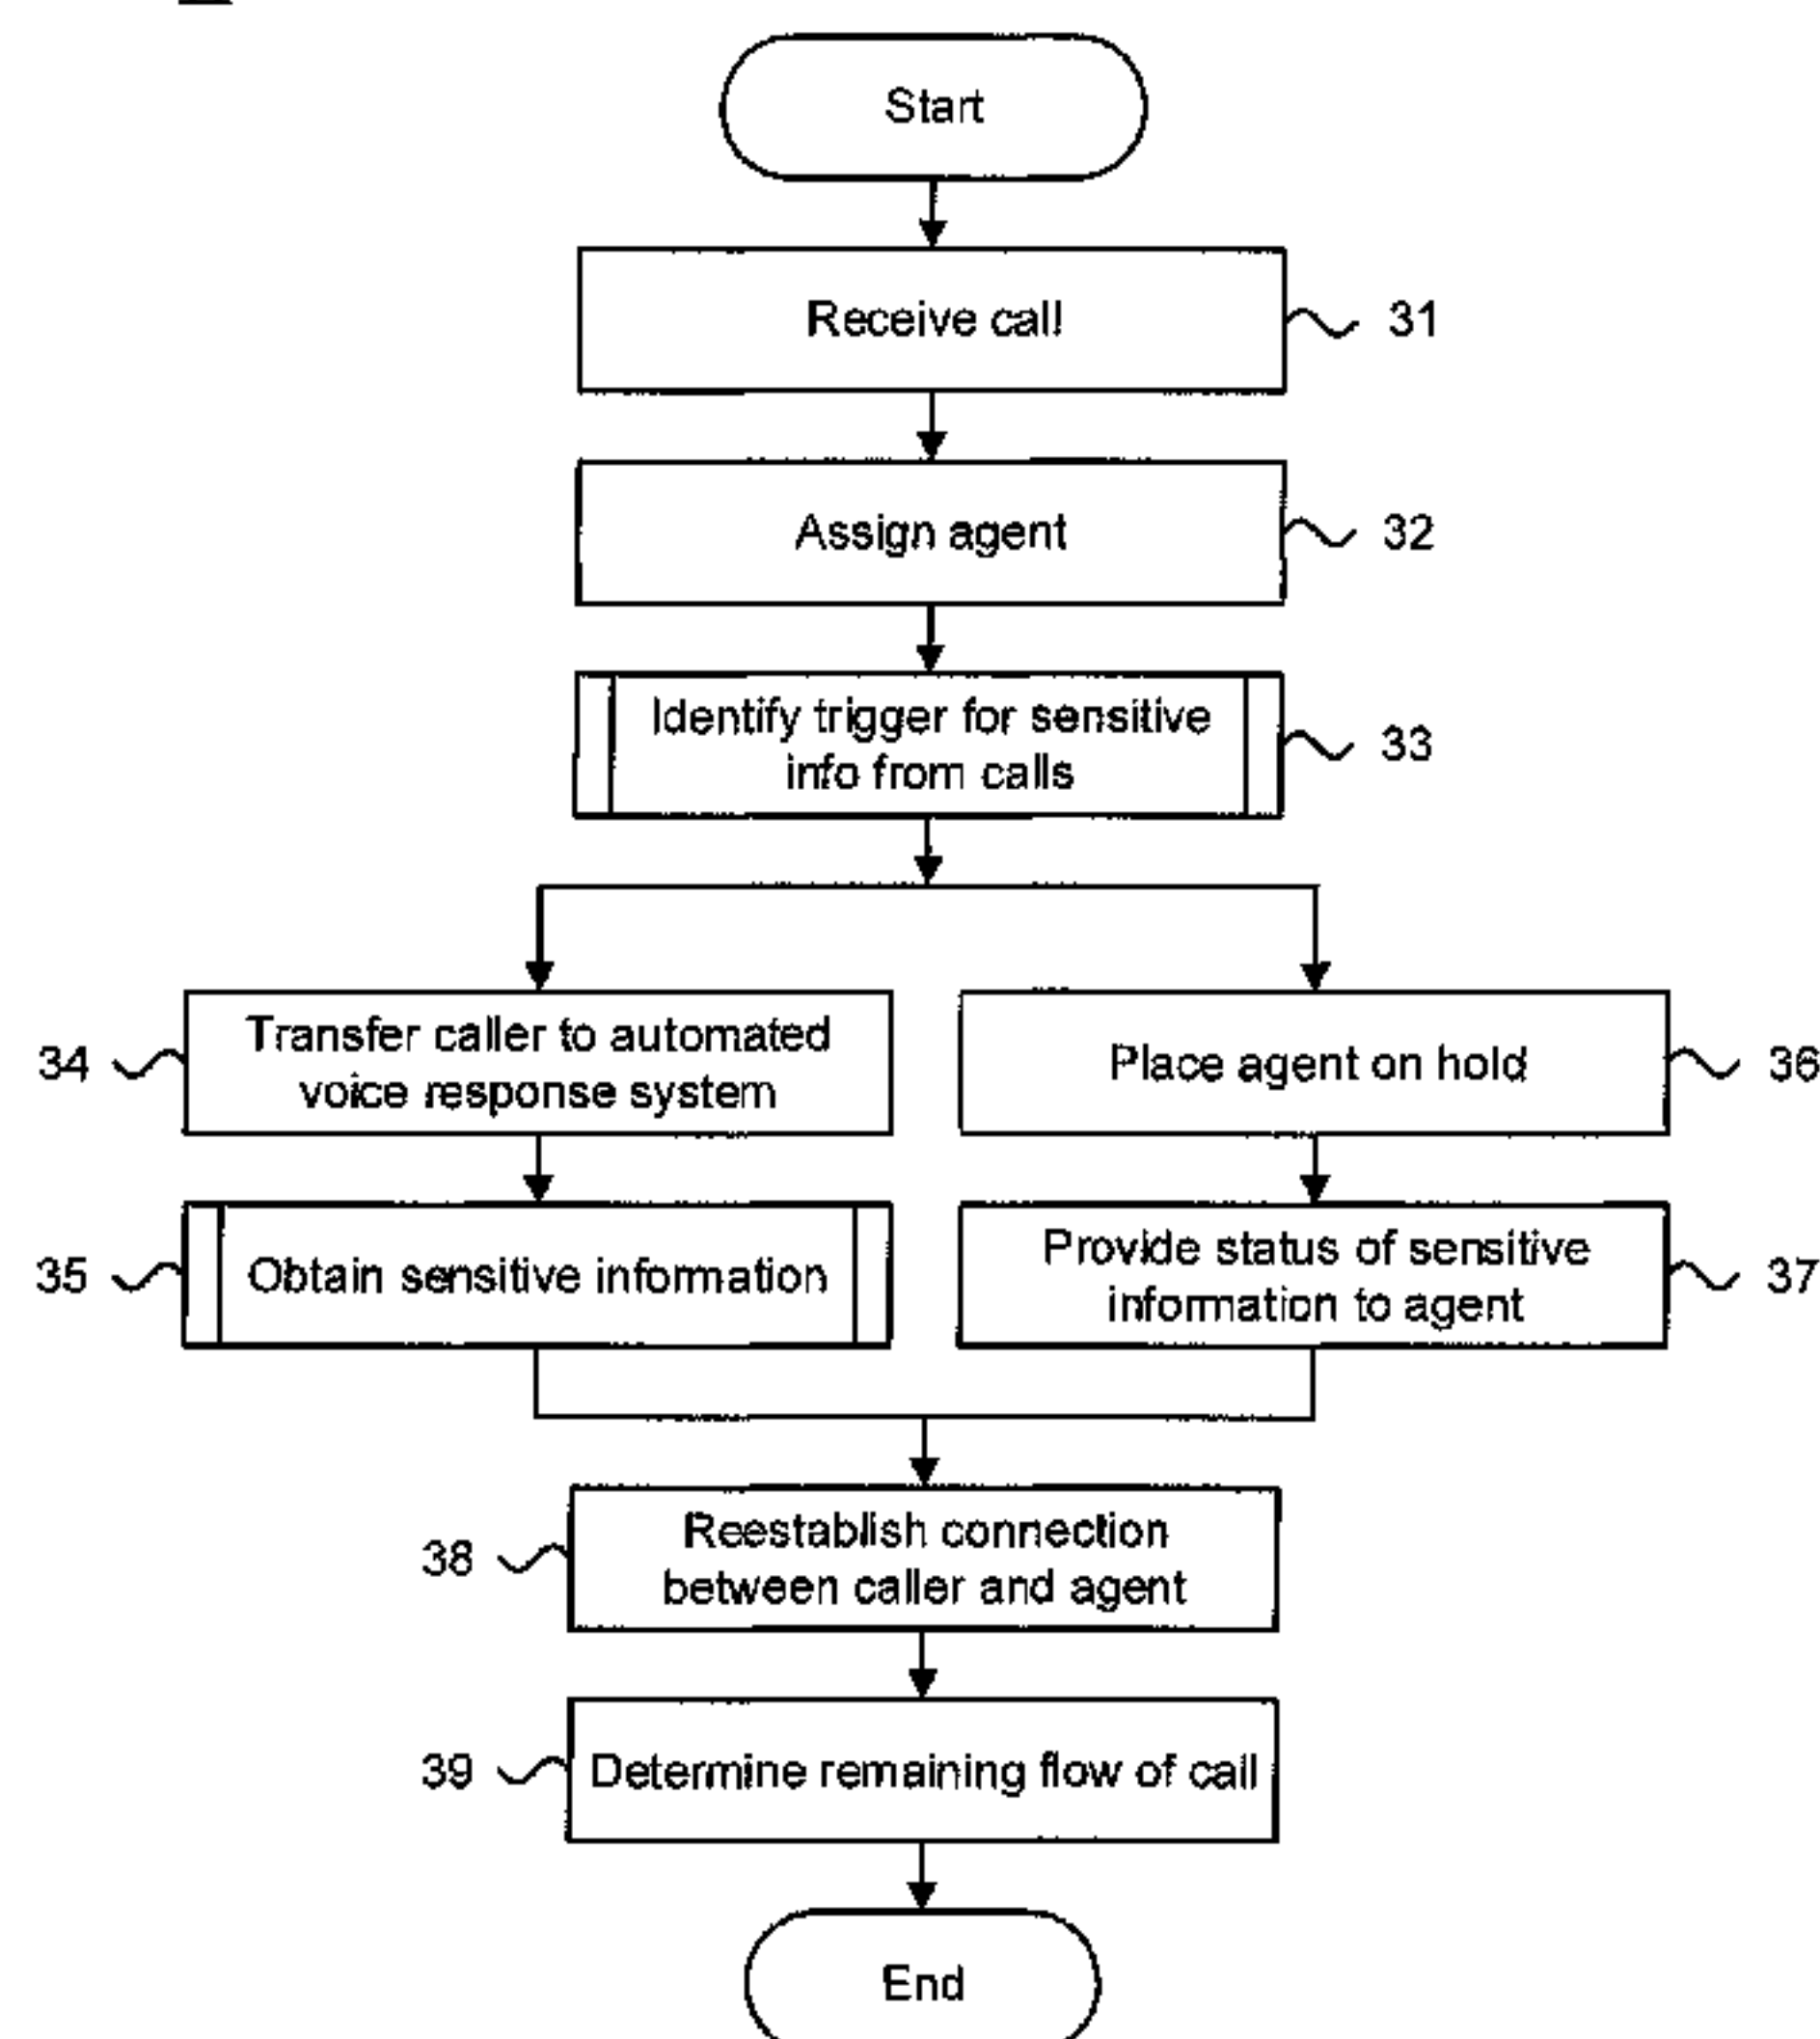 Start
Receive call
31
Assign agent
32
Identify trigger for sensitive
info from calls
33
34
Transfer caller to automated
voice response system
Place agent on hold
36
35
Obtain sensitive information
Provide status of sensitive
information to agent
37
38
Reestablish connection
between caller and agent
39
Determine remaining flow of call
End